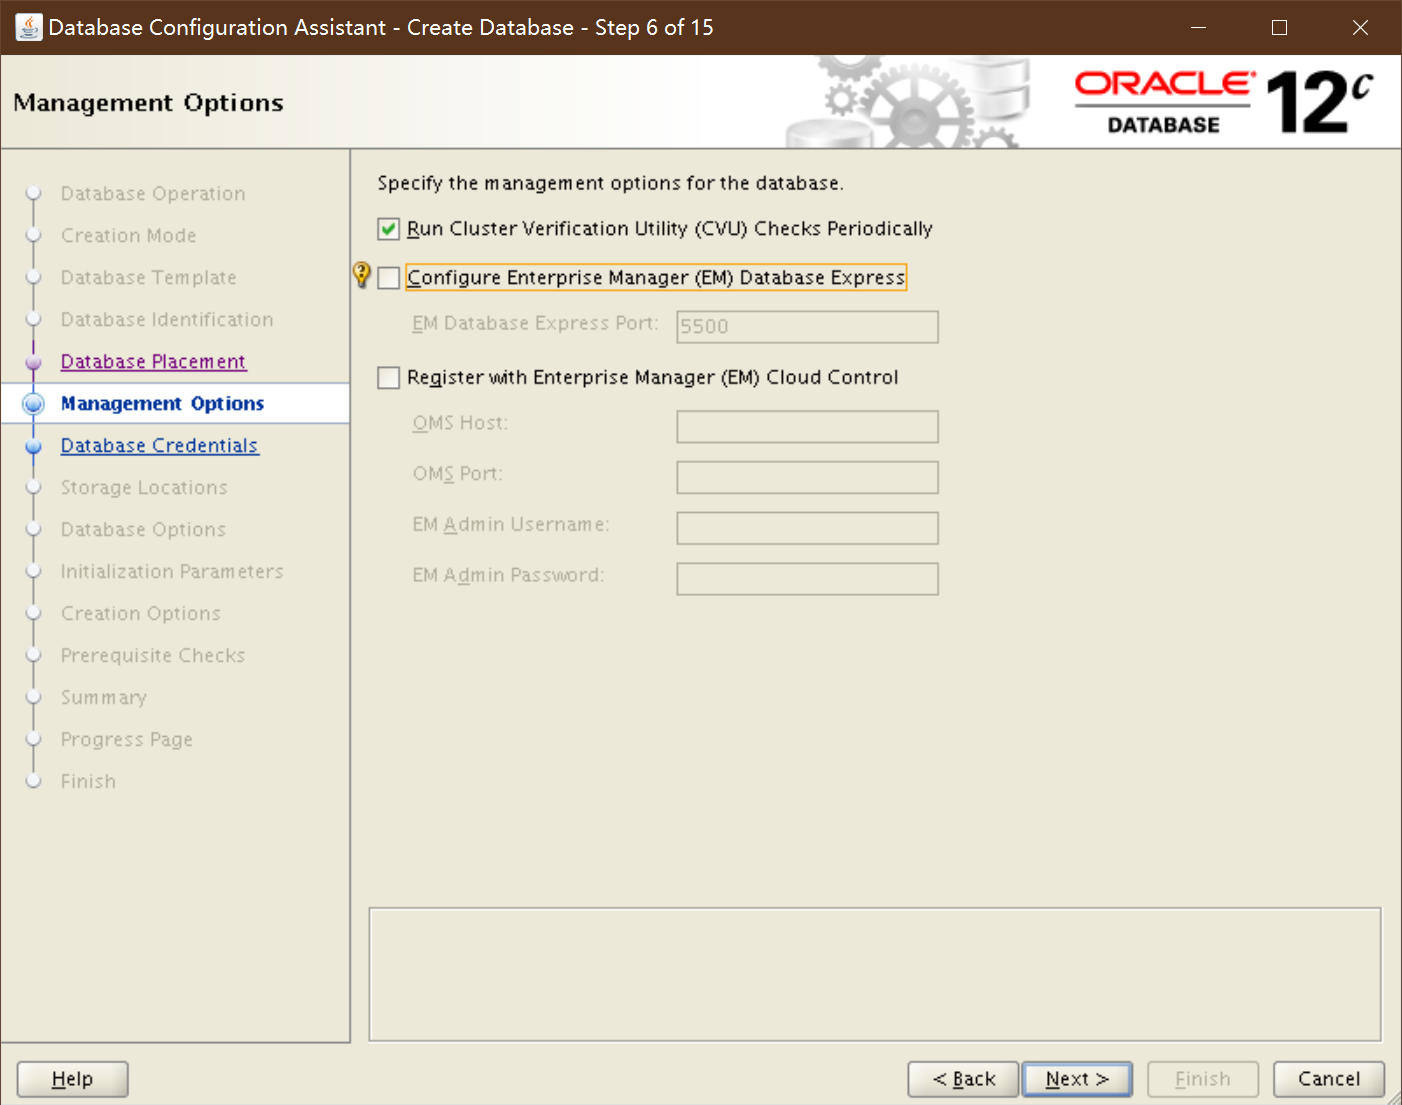 Database Configuration Assistant - Create Database - Step 6 of 15
Management Options
ORACLE
DATABASE
12c
Database Operation
Creation Mode
Database Template
Database Identification
Database Placement
Management Options
Database Credentials
Storage Locations
Database Options
Initialization Parameters
Creation Options
Prerequisite Checks
Summary
Progress Page
Finish
Specify the management options for the database.
Run Cluster Verification Utility (CVU) Checks Periodically
Configure Enterprise Manager (EM) Database Express
EM Database Express Port: 5500
Register with Enterprise Manager (EM) Cloud Control
OMS Host:
OMS Port:
EM Admin Username:
EM Admin Password:
Help
< Back
Next >
Finish
Cancel